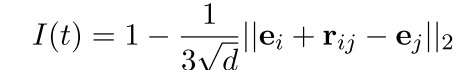 I(t) = 1 − \frac{1}{3\sqrt{d}}||\mathbf{e}_i + \mathbf{r}_{ij} − \mathbf{e}_j||_2